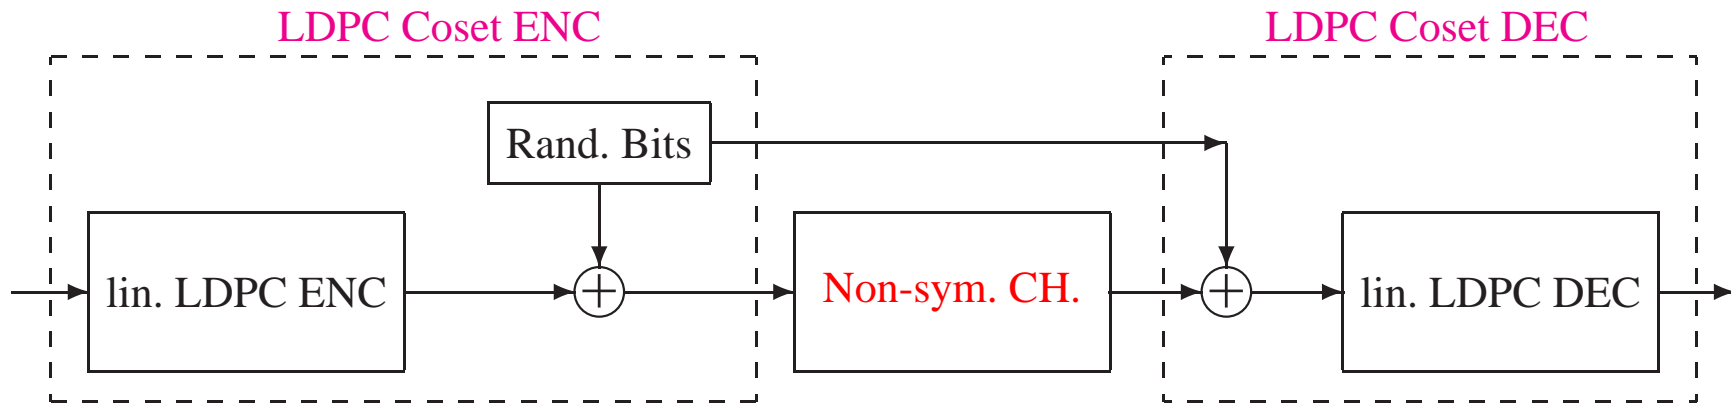 LDPC Coset ENC
LDPC Coset DEC
Rand. Bits
lin. LDPC ENC
Non-sym. CH.
lin. LDPC DEC